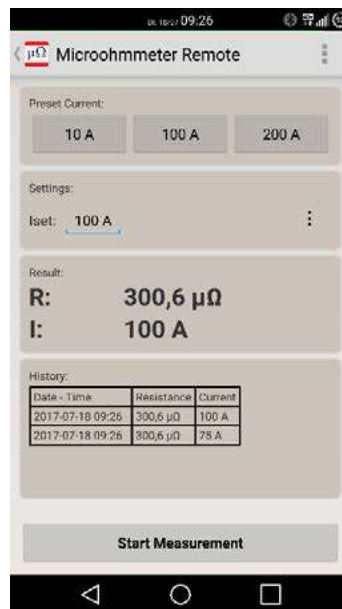 09:26
µΩ Microohmmeter Remote
Preset Current:
10 A 100 A 200 A
Settings:
Iset: 100 A
Result:
R: 300,6 µΩ
I: 100 A
History:
Date - Time Resistance Current
2017-07-18 09:26 300,6 µΩ 100 A
2017-07-18 09:26 300,6 µΩ 78 A
Start Measurement